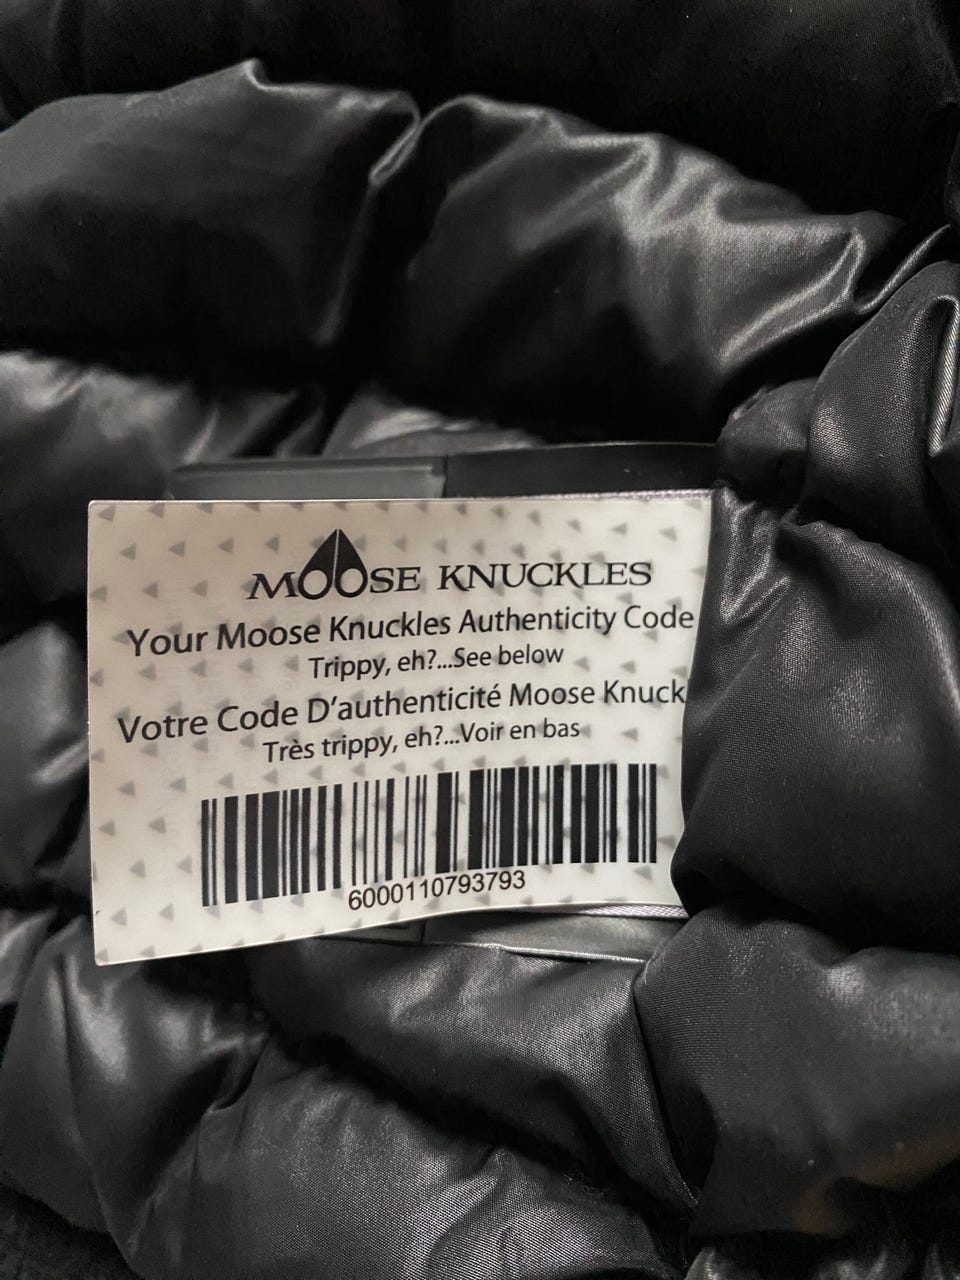 MOOSE KNUCKLES
Your Moose Knuckles Authenticity Code
Trippy, eh?...See below
Votre Code D'authenticité Moose Knuck
Très trippy, eh?...Voir en bas
6000110793793